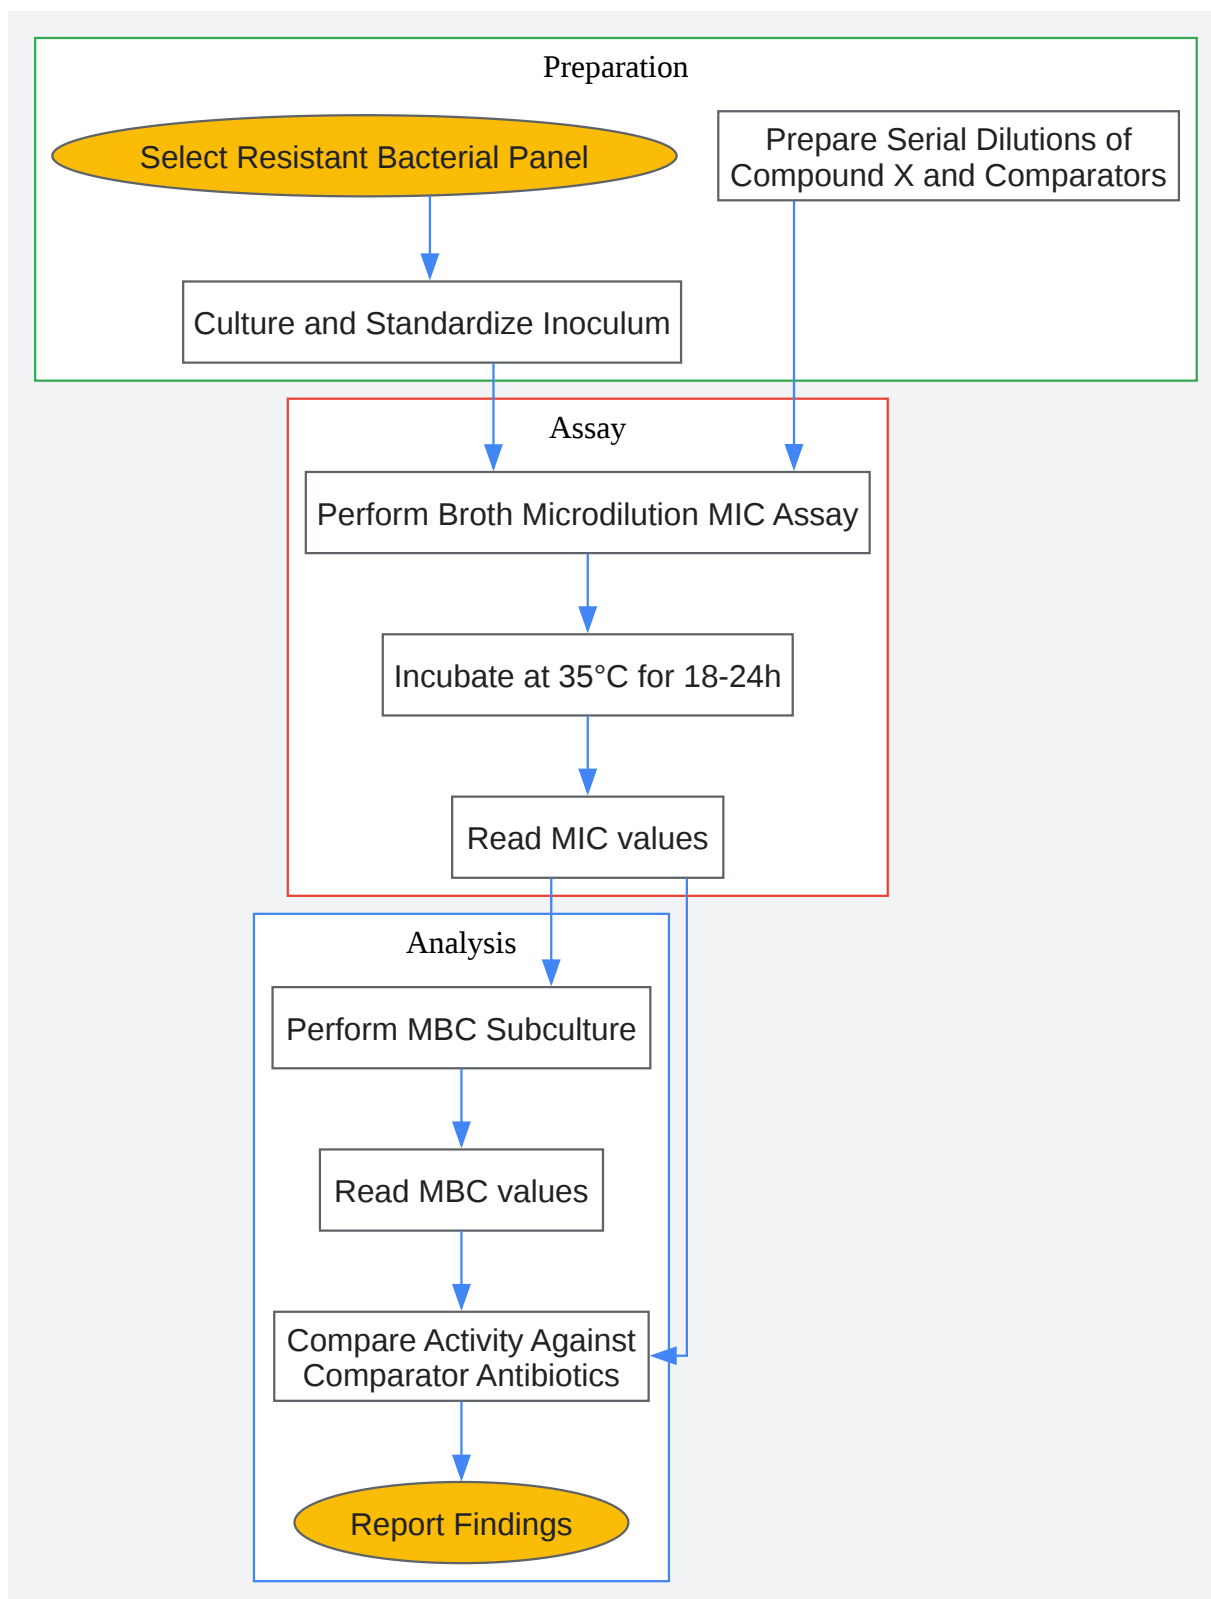 Preparation
Select Resistant Bacterial Panel
Prepare Serial Dilutions of
Compound X and Comparators
Culture and Standardize Inoculum
Assay
Perform Broth Microdilution MIC Assay
Incubate at 35°C for 18-24h
Read MIC values
Analysis
Perform MBC Subculture
Read MBC values
Compare Activity Against
Comparator Antibiotics
Report Findings